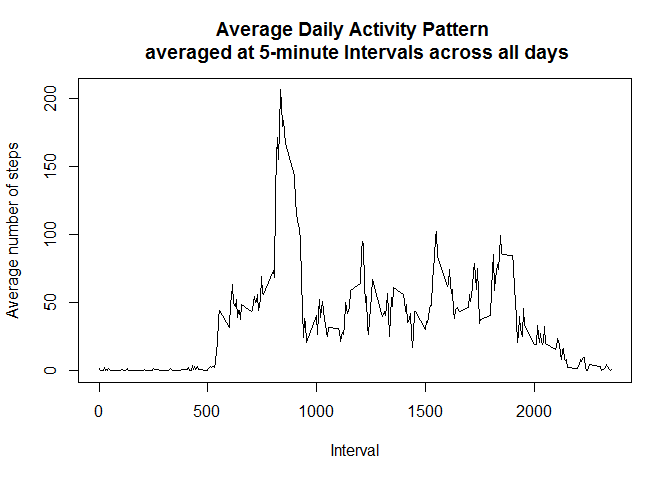 Average Daily Activity Pattern
averaged at 5-minute Intervals across all days
Average number of steps
200
150
100
50
0
0 500 1000 1500 2000
Interval